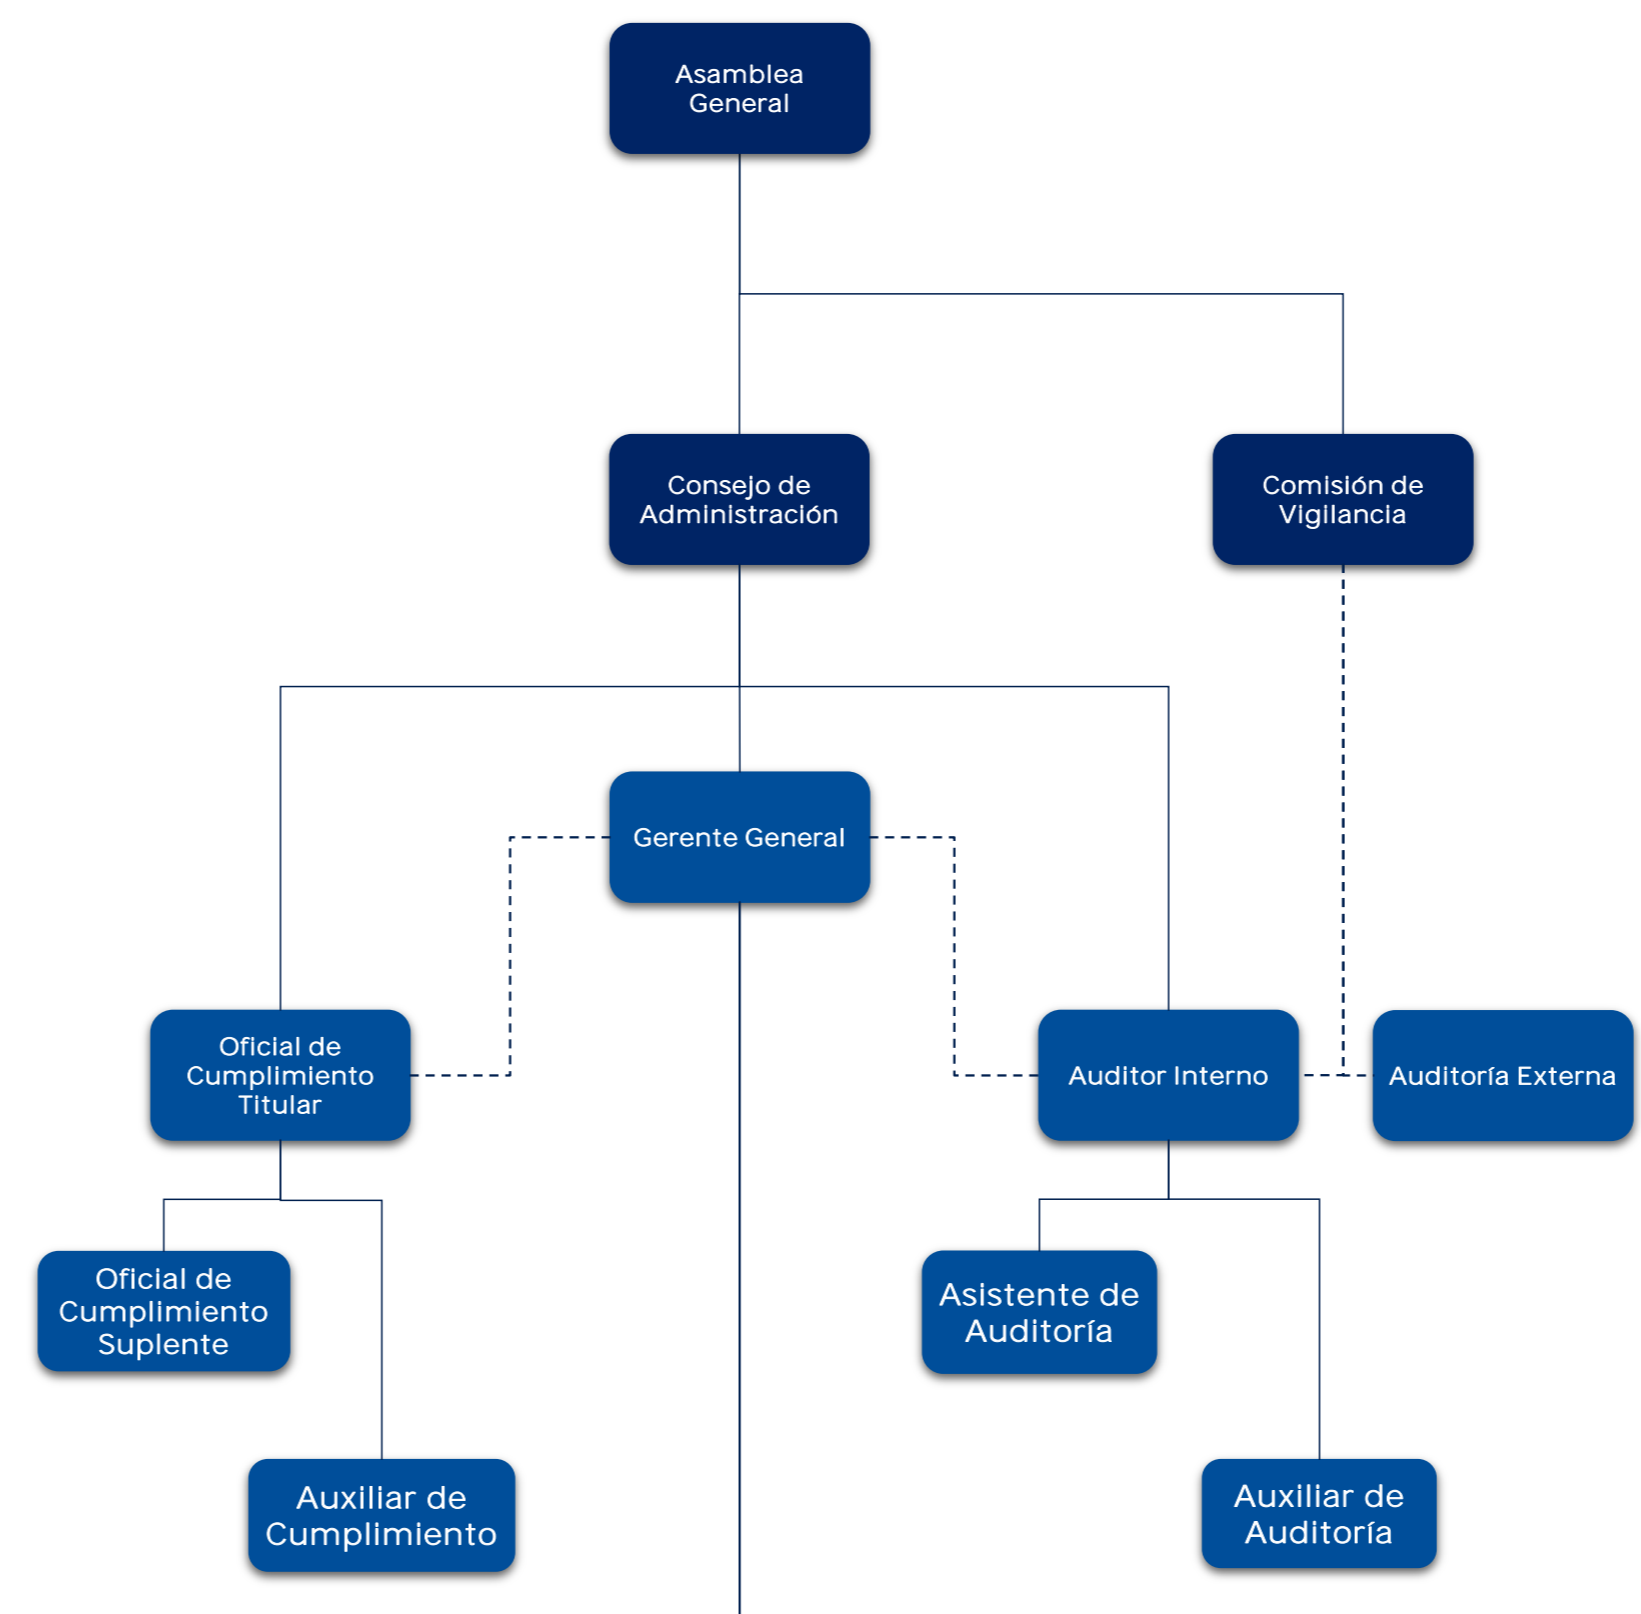 Asamblea
General
Consejo de
Administración
Comisión de
Vigilancia
Gerente General
Oficial de
Cumplimiento
Titular
Auditor Interno
Auditoría Externa
Oficial de
Cumplimiento
Suplente
Asistente de
Auditoría
Auxiliar de
Cumplimiento
Auxiliar de
Auditoría